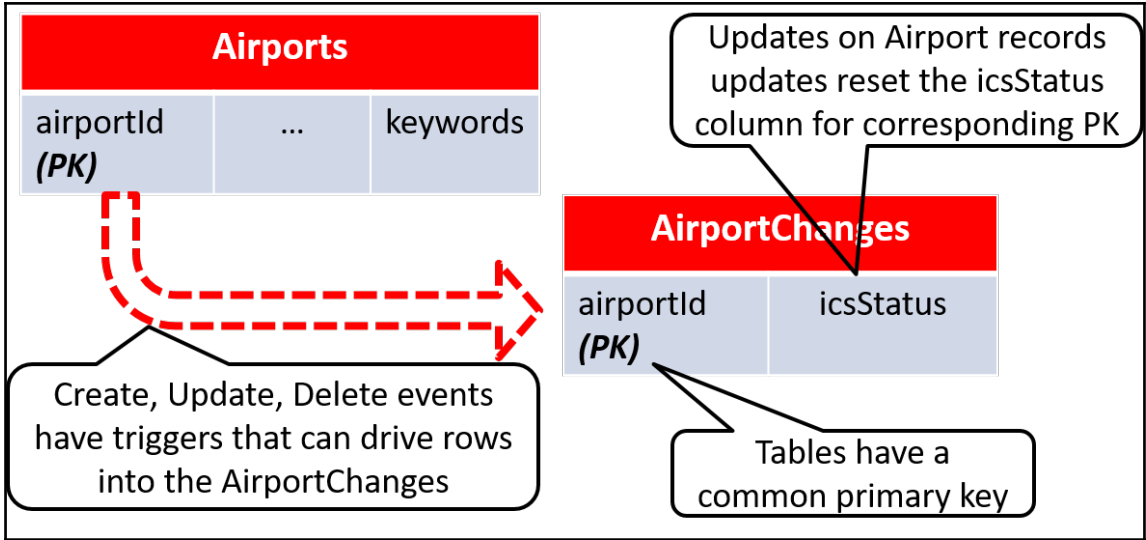 Airports
airportId
(PK)
...
keywords
Updates on Airport records
updates reset the icsStatus
column for corresponding PK
AirportChanges
airportId
(PK)
icsStatus
Create, Update, Delete events
have triggers that can drive rows
into the AirportChanges
Tables have a
common primary key